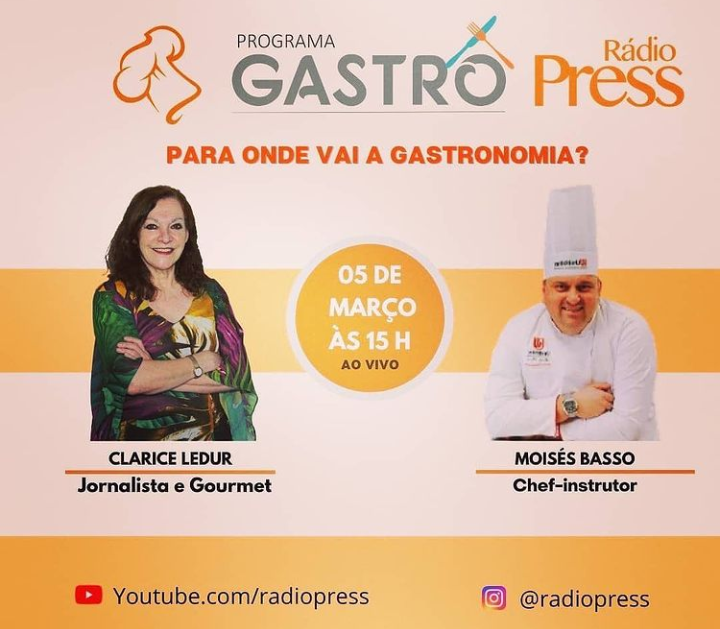 PROGRAMA
GASTRÔ
Rádio
Press
PARA ONDE VAI A GASTRONOMIA?
05 DE
MARÇO
ÀS 15 H
AO VIVO
CLARICE LEDUR
Jornalista e Gourmet
MOISÉS BASSO
Chef-instrutor
Youtube.com/radiopress
@radiopress